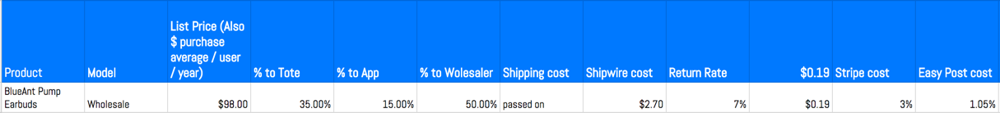 Product
Model
List Price (Also
$ purchase
average / user
/ year)
% to Tote
% to App
% to Wolesaler
Shipping cost
Shipwire cost
Return Rate
$0.19
Stripe cost
Easy Post cost
BlueAnt Pump
Earbuds
Wholesale
$98.00
35.00%
15.00%
50.00%
passed on
$2.70
7%
$0.19
3%
1.05%